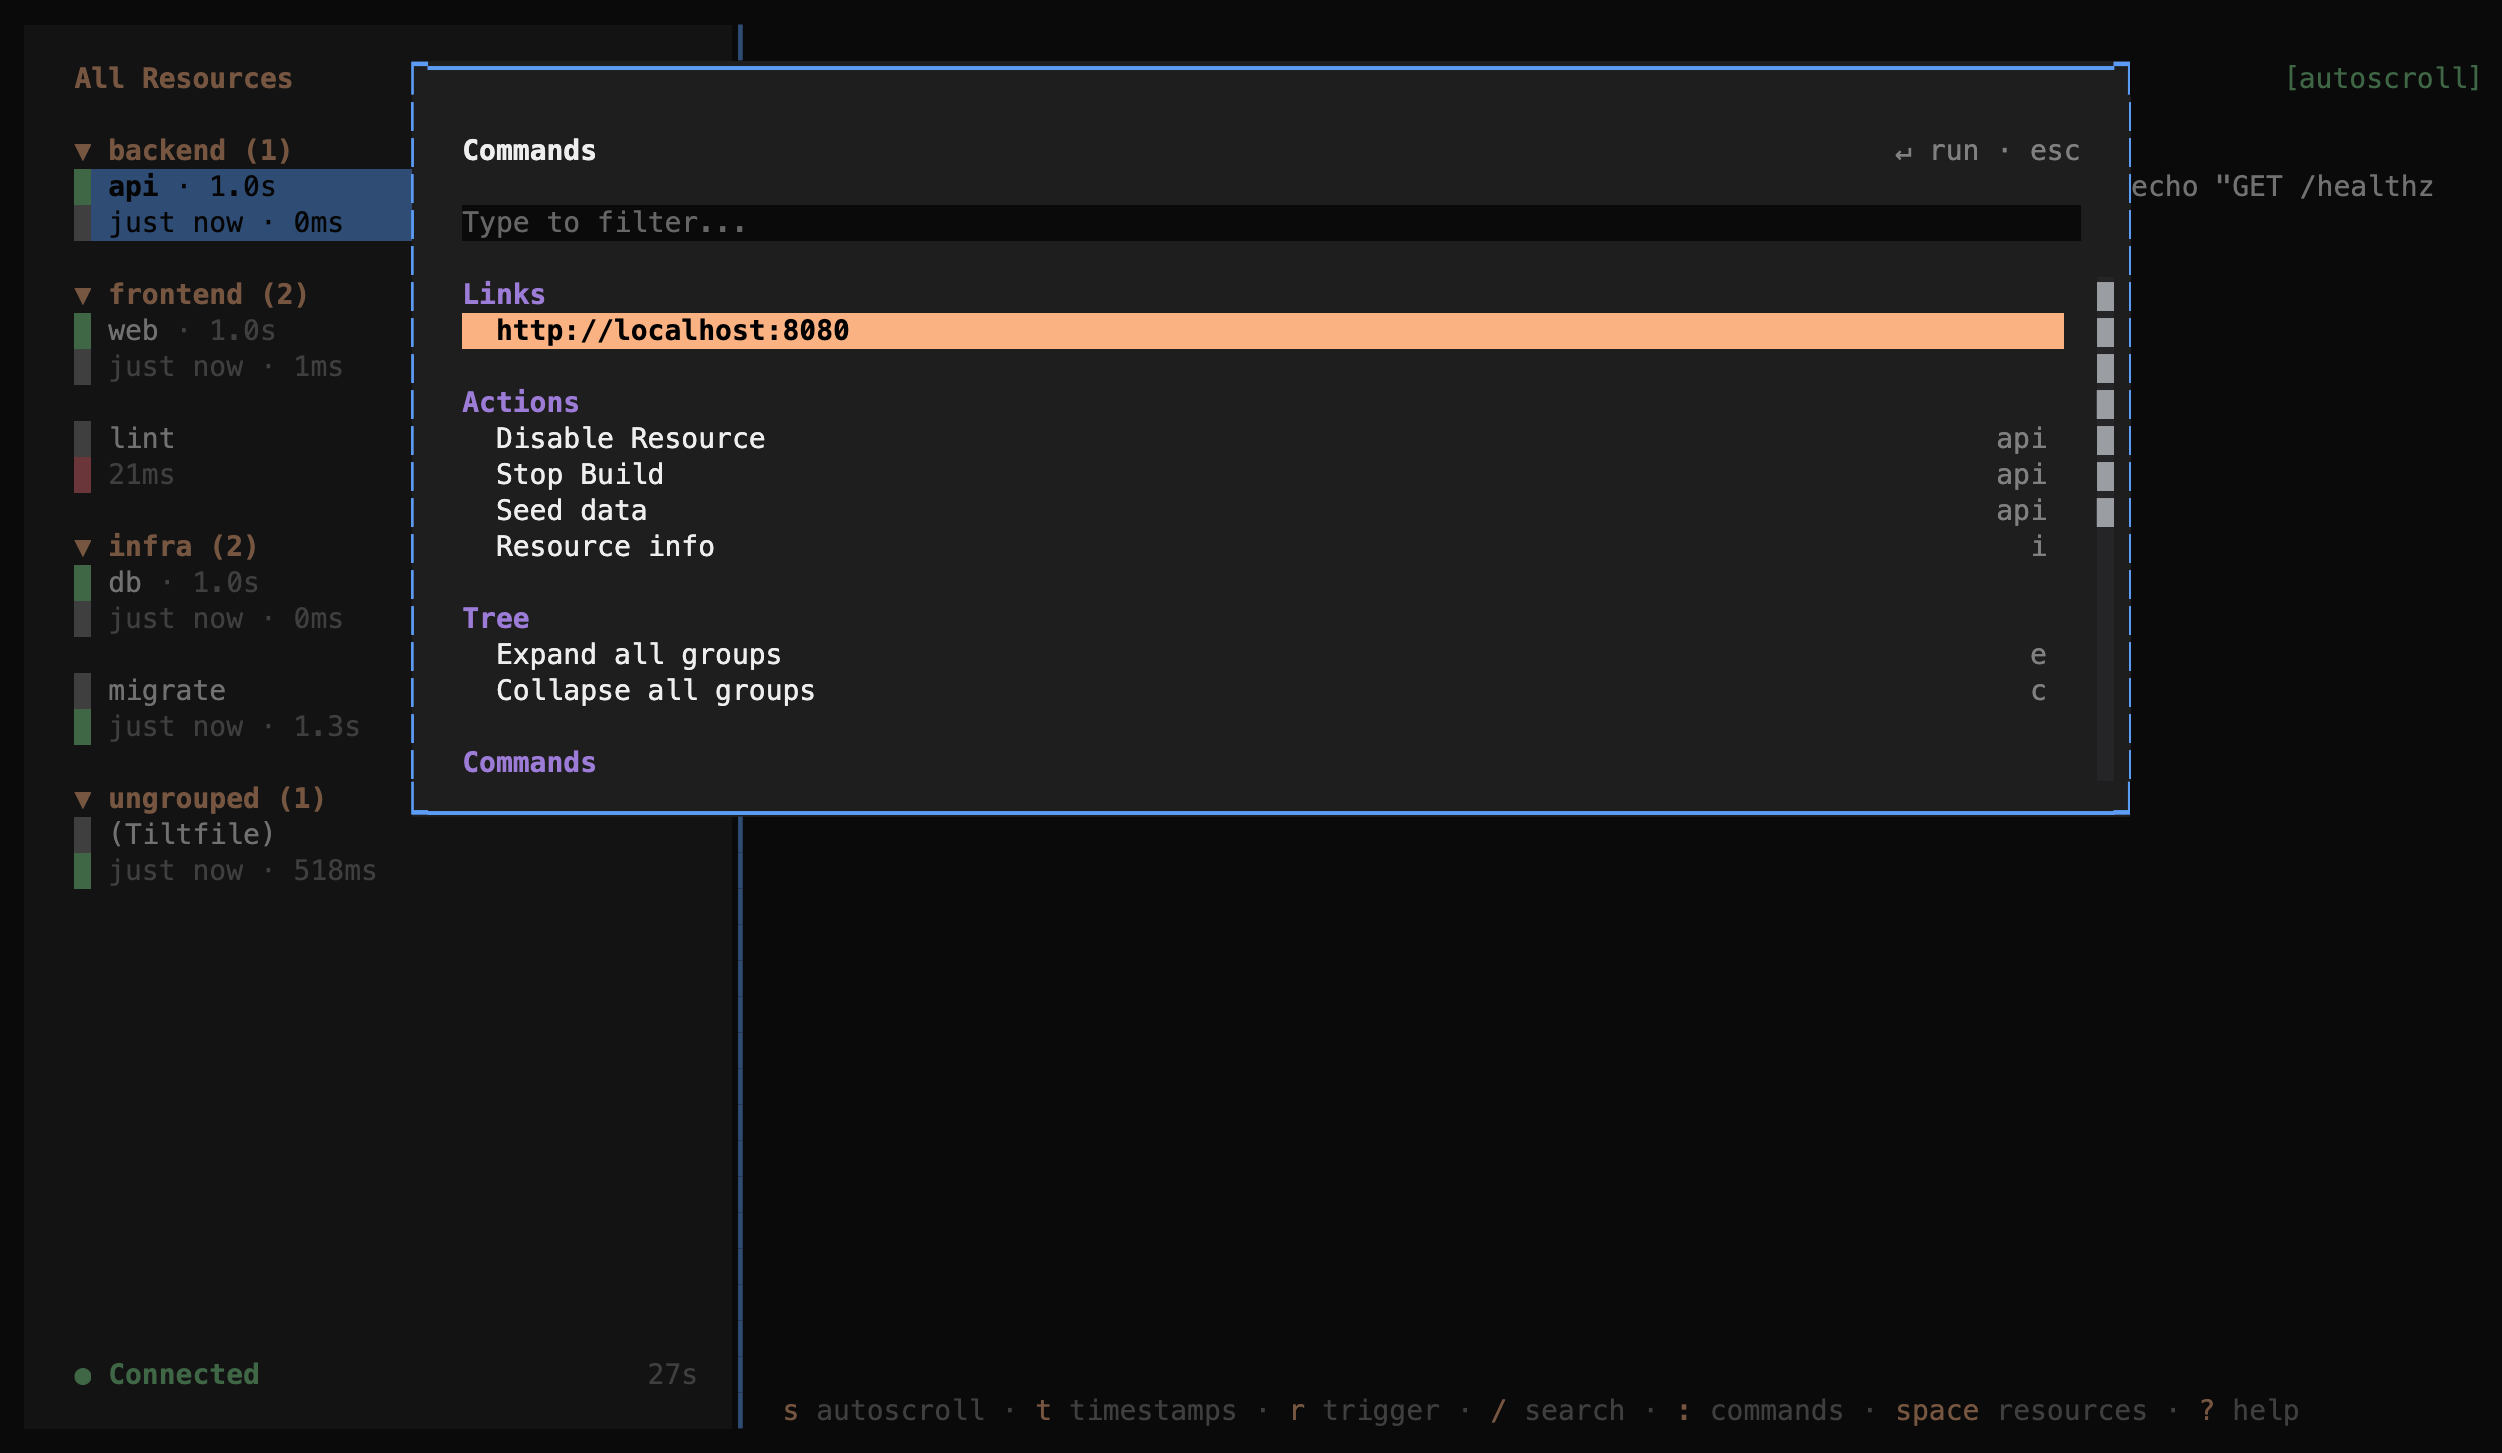 All Resources
[autoscroll]
▼ backend (1)
api · 1.0s
just now · 0ms
▼ frontend (2)
web · 1.0s
just now · 1ms
lint
21ms
▼ infra (2)
db · 1.0s
just now · 0ms
migrate
just now · 1.3s
▼ ungrouped (1)
(Tiltfile)
just now · 518ms
● Connected 27s
Commands ↵ run · esc
Type to filter...
Links
http://localhost:8080
Actions
Disable Resource api
Stop Build api
Seed data api
Resource info i
Tree
Expand all groups e
Collapse all groups c
Commands
echo "GET /healthz
s autoscroll · t timestamps · r trigger · / search · : commands · space resources · ? help